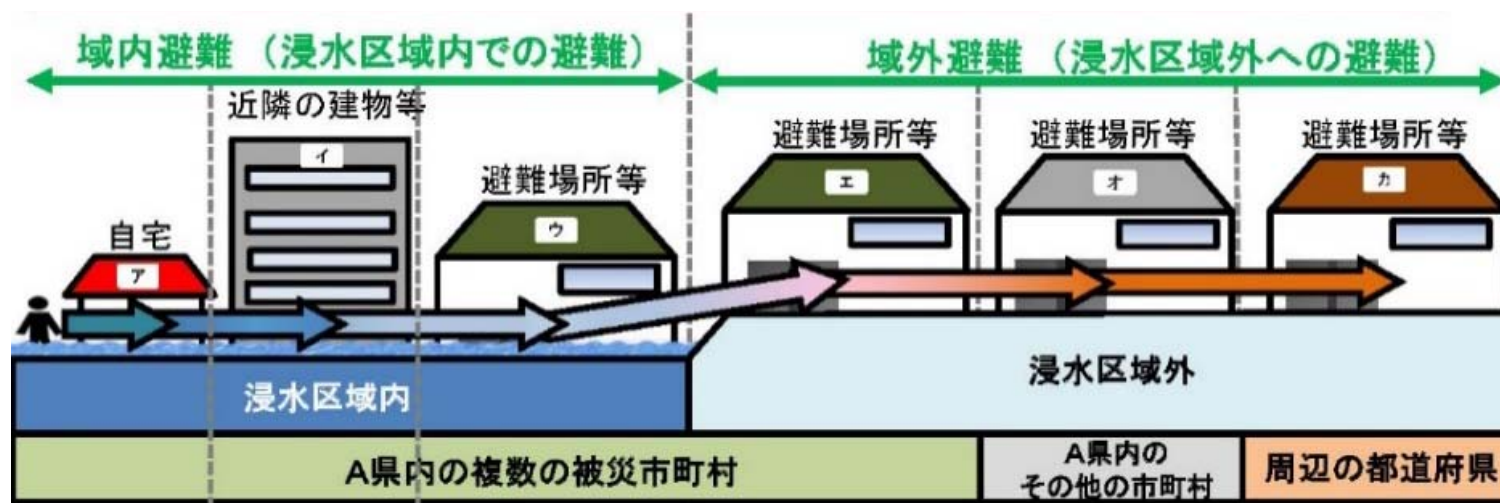 域内避難（浸水区域内での避難）
域外避難（浸水区域外への避難）
近隣の建物等
イ
避難場所等
避難場所等
避難場所等
避難場所等
エ
オ
カ
自宅
ア
ウ
浸水区域内
浸水区域外
A県内の複数の被災市町村
A県内の
その他の市町村
周辺の都道府県